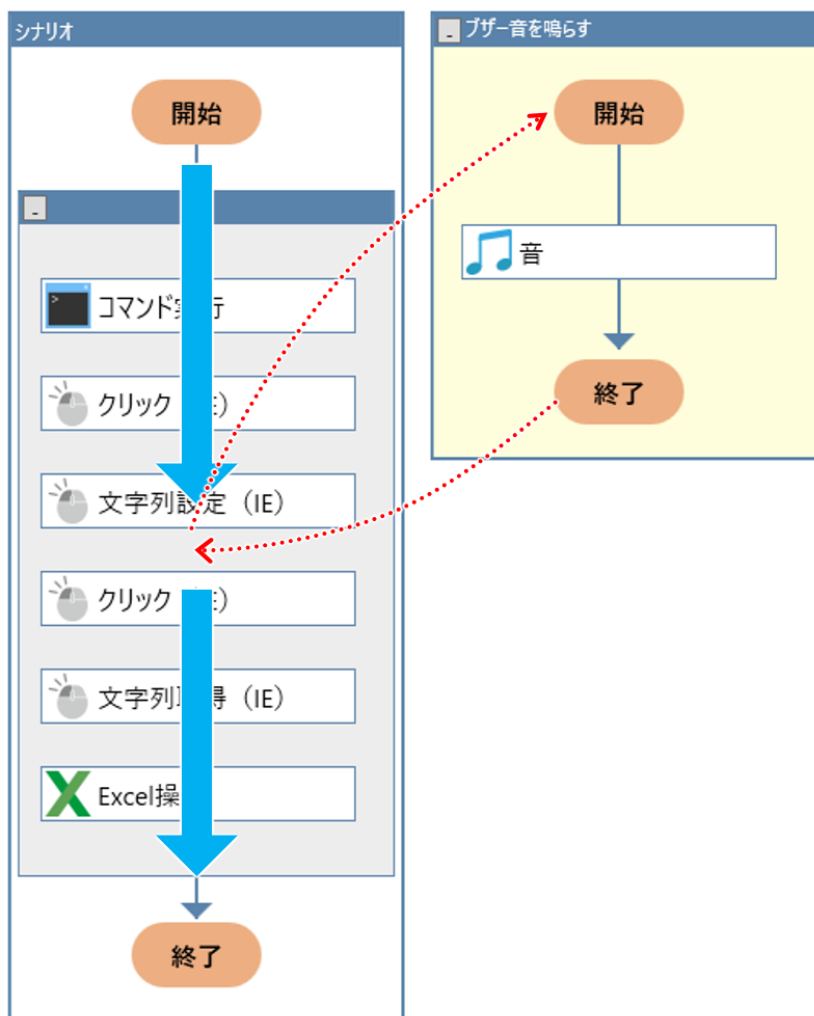 シナリオ
開始
コマンド
クリック
文字列設定（IE）
クリック
文字列　　（IE）
Excel操
終了
ブザー音を鳴らす
開始
音
終了